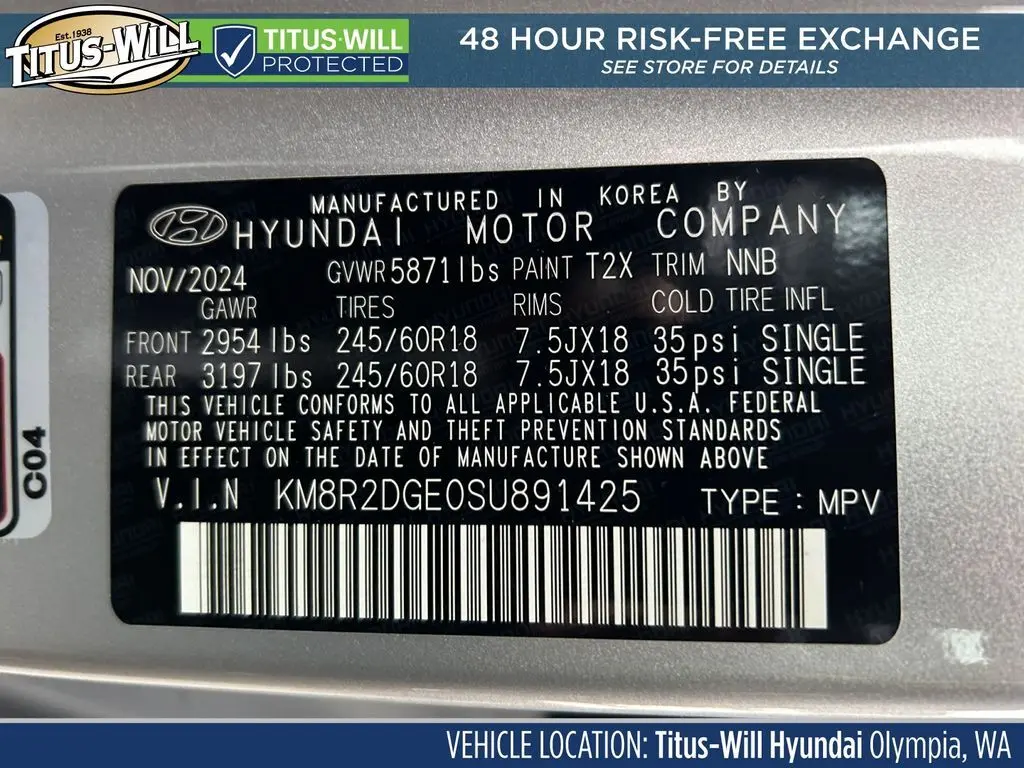 Est.1938
TITUS-WILL
TITUS-WILL
PROTECTED
48 HOUR RISK-FREE EXCHANGE
SEE STORE FOR DETAILS
MANUFACTURED IN KOREA BY
HYUNDAI MOTOR COMPANY
NOV/2024 GVWR 5871lbs PAINT T2X TRIM NNB
GAWR TIRES RIMS COLD TIRE INFL
FRONT 2954lbs 245/60R18 7.5JX18 35psi SINGLE
REAR 3197lbs 245/60R18 7.5JX18 35psi SINGLE
THIS VEHICLE CONFORMS TO ALL APPLICABLE U.S.A. FEDERAL
MOTOR VEHICLE SAFETY AND THEFT PREVENTION STANDARDS
IN EFFECT ON THE DATE OF MANUFACTURE SHOWN ABOVE
V.I.N KM8R2DGE0SU891425 TYPE : MPV
C04
VEHICLE LOCATION: Titus-Will Hyundai Olympia, WA